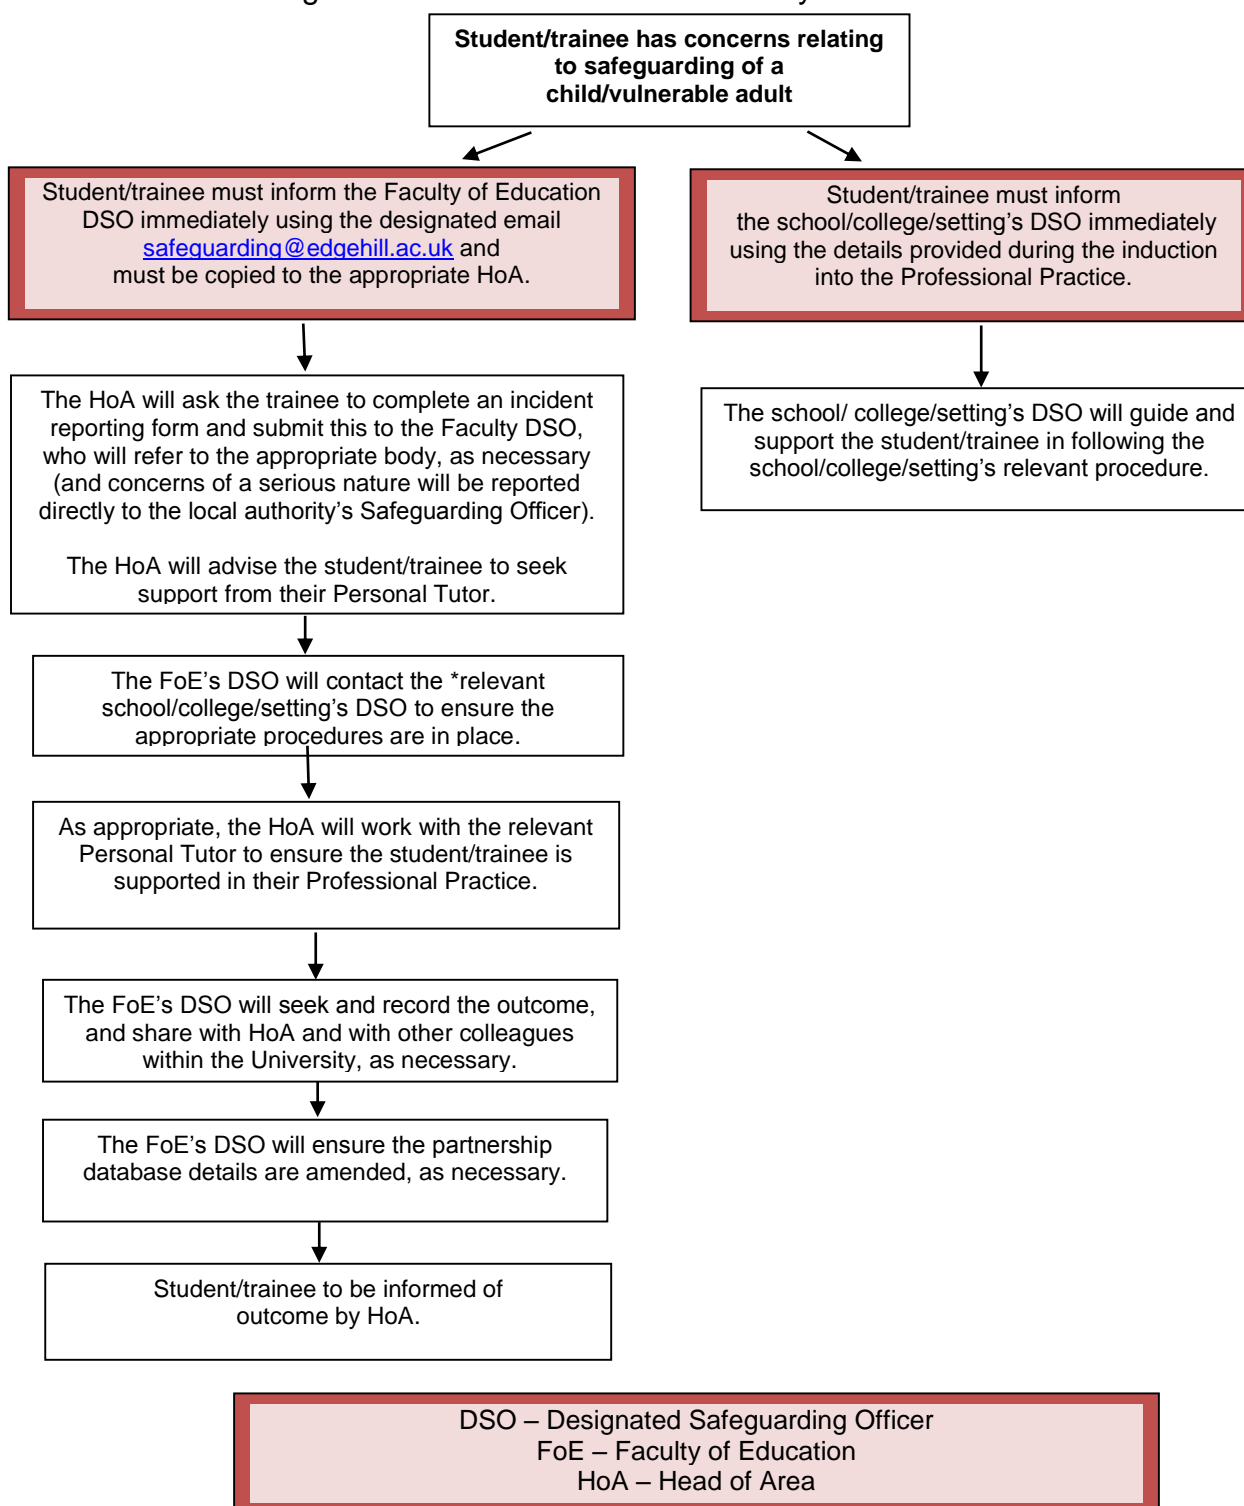 Student/trainee has concerns relating
to safeguarding of a
child/vulnerable adult
Student/trainee must inform the Faculty of Education
DSO immediately using the designated email
safeguarding@edgehill.ac.uk and
must be copied to the appropriate HoA.
Student/trainee must inform
the school/college/setting's DSO immediately
using the details provided during the induction
into the Professional Practice.
The HoA will ask the trainee to complete an incident
reporting form and submit this to the Faculty DSO,
who will refer to the appropriate body, as necessary
(and concerns of a serious nature will be reported
directly to the local authority's Safeguarding Officer).
The HoA will advise the student/trainee to seek
support from their Personal Tutor.
The school/ college/setting's DSO will guide and
support the student/trainee in following the
school/college/setting's relevant procedure.
The FoE's DSO will contact the *relevant
school/college/setting's DSO to ensure the
appropriate procedures are in place.
As appropriate, the HoA will work with the relevant
Personal Tutor to ensure the student/trainee is
supported in their Professional Practice.
The FoE's DSO will seek and record the outcome,
and share with HoA and with other colleagues
within the University, as necessary.
The FoE's DSO will ensure the partnership
database details are amended, as necessary.
Student/trainee to be informed of
outcome by HoA.
DSO – Designated Safeguarding Officer
FoE – Faculty of Education
HoA – Head of Area